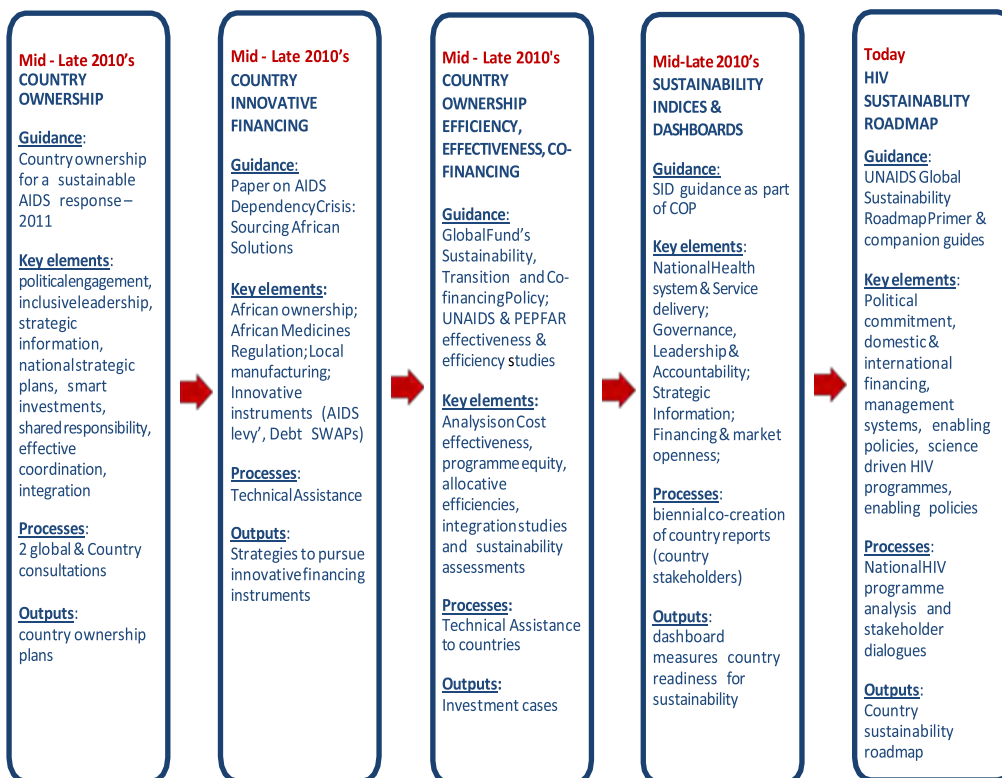 Mid - Late 2010’s
COUNTRY
OWNERSHIP
Guidance:
Country ownership
for a sustainable
AIDS response –
2011
Key elements:
political engagement,
inclusive leadership,
strategic
information,
national strategic
plans, smart
investments,
shared responsibility,
effective
coordination,
integration
Processes:
2 global & Country
consultations
Outputs:
country ownership
plans
Mid - Late 2010’s
COUNTRY
INNOVATIVE
FINANCING
Guidance:
Paper on AIDS
Dependency Crisis:
Sourcing African
Solutions
Key elements:
African ownership;
African Medicines
Regulation; Local
manufacturing;
Innovative
instruments (AIDS
levy’, Debt SWAPs)
Processes:
Technical Assistance
Outputs:
Strategies to pursue
innovative financing
instruments
Mid - Late 2010's
COUNTRY
OWNERSHIP
EFFICIENCY,
EFFECTIVENESS, CO-
FINANCING
Guidance:
Global Fund’s
Sustainability,
Transition and Co-
financing Policy;
UNAIDS & PEPFAR
effectiveness &
efficiency studies
Key elements:
Analysis on Cost
effectiveness,
programme equity,
allocative
efficiencies,
integration studies
and sustainability
assessments
Processes:
Technical Assistance
to countries
Outputs:
Investment cases
Mid-Late 2010’s
SUSTAINABILITY
INDICES &
DASHBOARDS
Guidance:
SID guidance as part
of COP
Key elements:
National Health
system & Service
delivery;
Governance,
Leadership &
Accountability;
Strategic
Information;
Financing & market
openness;
Processes:
biennial co-creation
of country reports
(country
stakeholders)
Outputs:
dashboard
measures country
readiness for
sustainability
Today
HIV
SUSTAINABLITY
ROADMAP
Guidance:
UNAIDS Global
Sustainability
Roadmap Primer &
companion guides
Key elements:
Political
commitment,
domestic &
international
financing,
management
systems, enabling
policies, science
driven HIV
programmes,
enabling policies
Processes:
National HIV
programme
analysis and
stakeholder
dialogues
Outputs:
Country
sustainability
roadmap